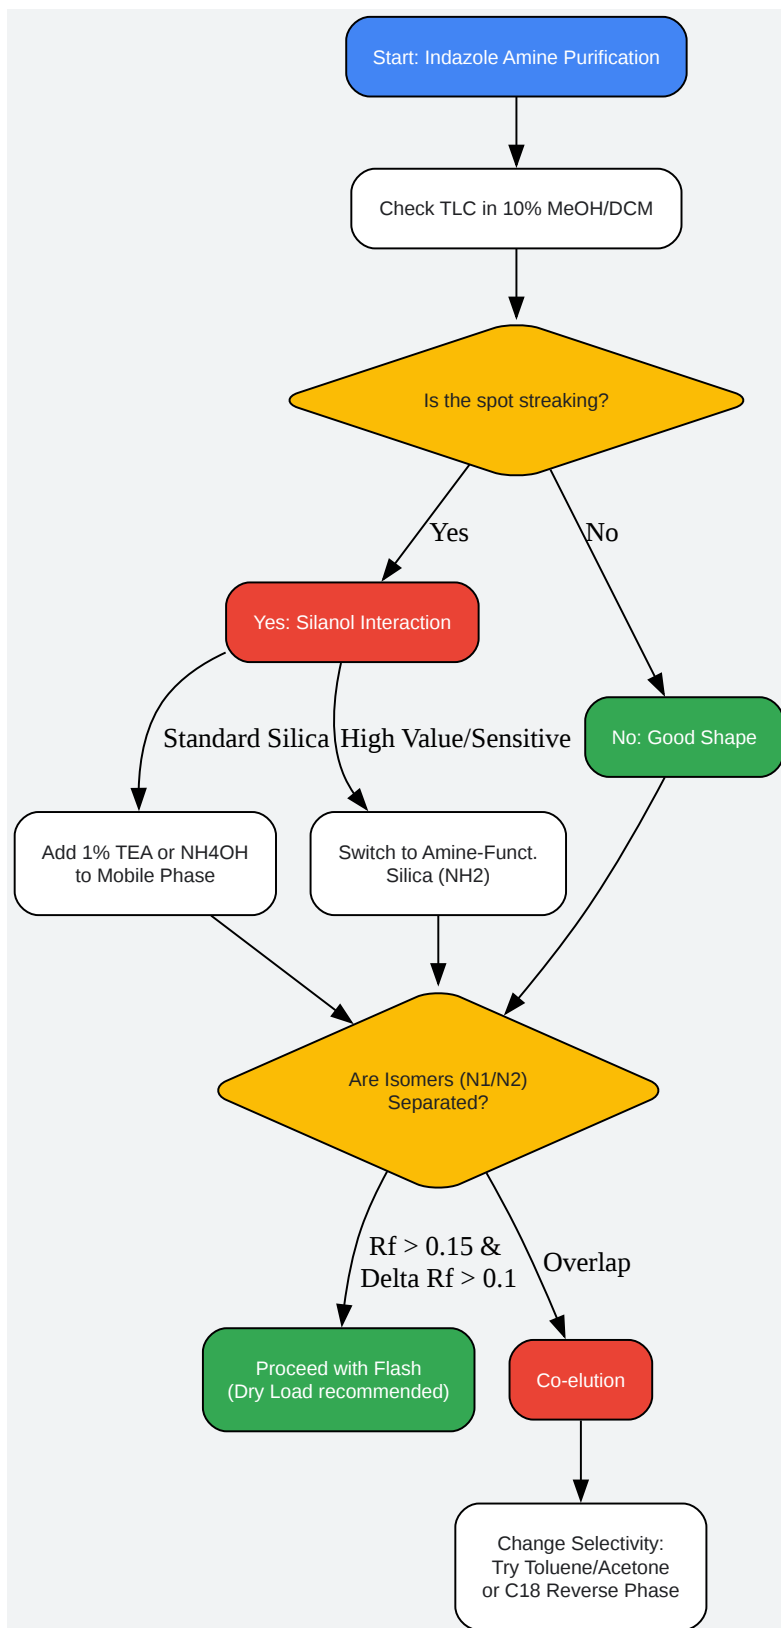 Start: Indazole Amine Purification
Check TLC in 10% MeOH/DCM
Is the spot streaking?
Yes
No
Yes: Silanol Interaction
Standard Silica
High Value/Sensitive
No: Good Shape
Add 1% TEA or NH4OH
to Mobile Phase
Switch to Amine-Funct.
Silica (NH2)
Are Isomers (N1/N2)
Separated?
Rf > 0.15 &
Delta Rf > 0.1
Overlap
Proceed with Flash
(Dry Load recommended)
Co-elution
Change Selectivity:
Try Toluene/Acetone
or C18 Reverse Phase